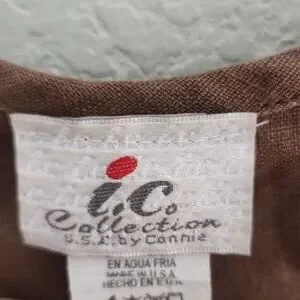 i.C.
Collection
U.S.A. by Connie
EN AGUA FRIA
MADE IN U.S.A
HECHO EN E.U.A.